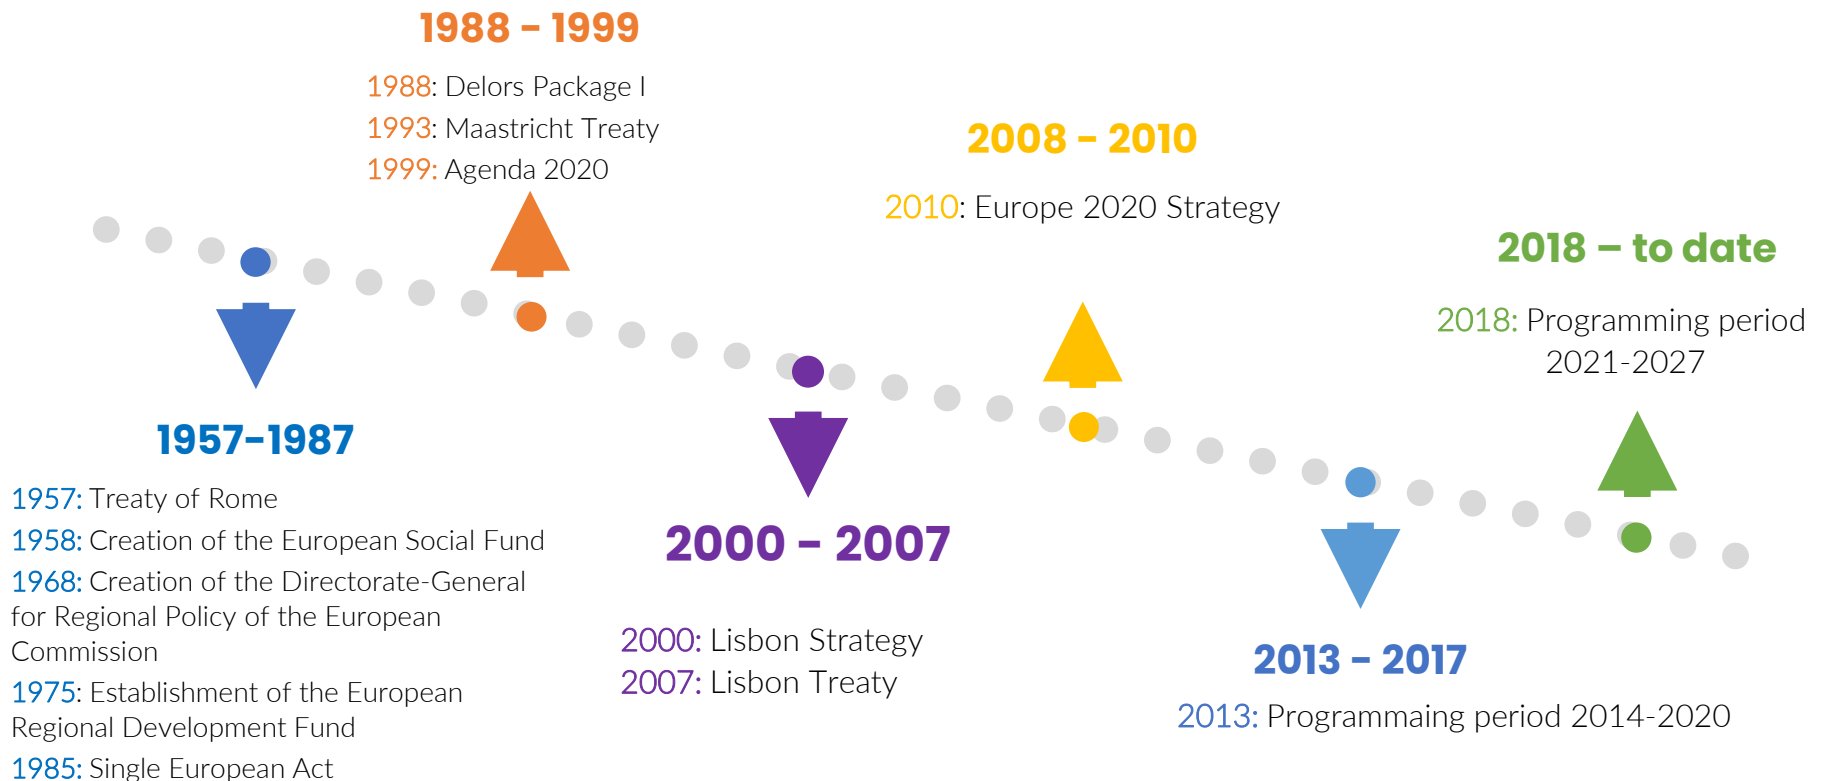 1988 – 1999
1988: Delors Package I
1993: Maastricht Treaty
1999: Agenda 2020
2008 – 2010
2010: Europe 2020 Strategy
2018 – to date
2018: Programming period
2021-2027
1957-1987
1957: Treaty of Rome
1958: Creation of the European Social Fund
1968: Creation of the Directorate-General
for Regional Policy of the European
Commission
1975: Establishment of the European
Regional Development Fund
1985: Single European Act
2000 – 2007
2000: Lisbon Strategy
2007: Lisbon Treaty
2013 – 2017
2013: Programmaing period 2014-2020